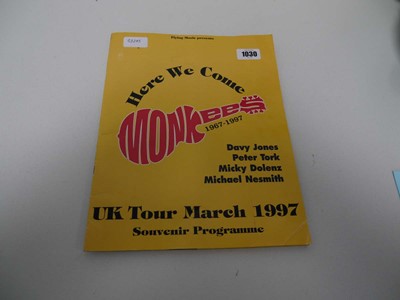 1030
Here We Come
MONKEES
1967-1997
Davy Jones
Peter Tork
Micky Dolenz
Michael Nesmith
UK Tour March 1997
Souvenir Programme